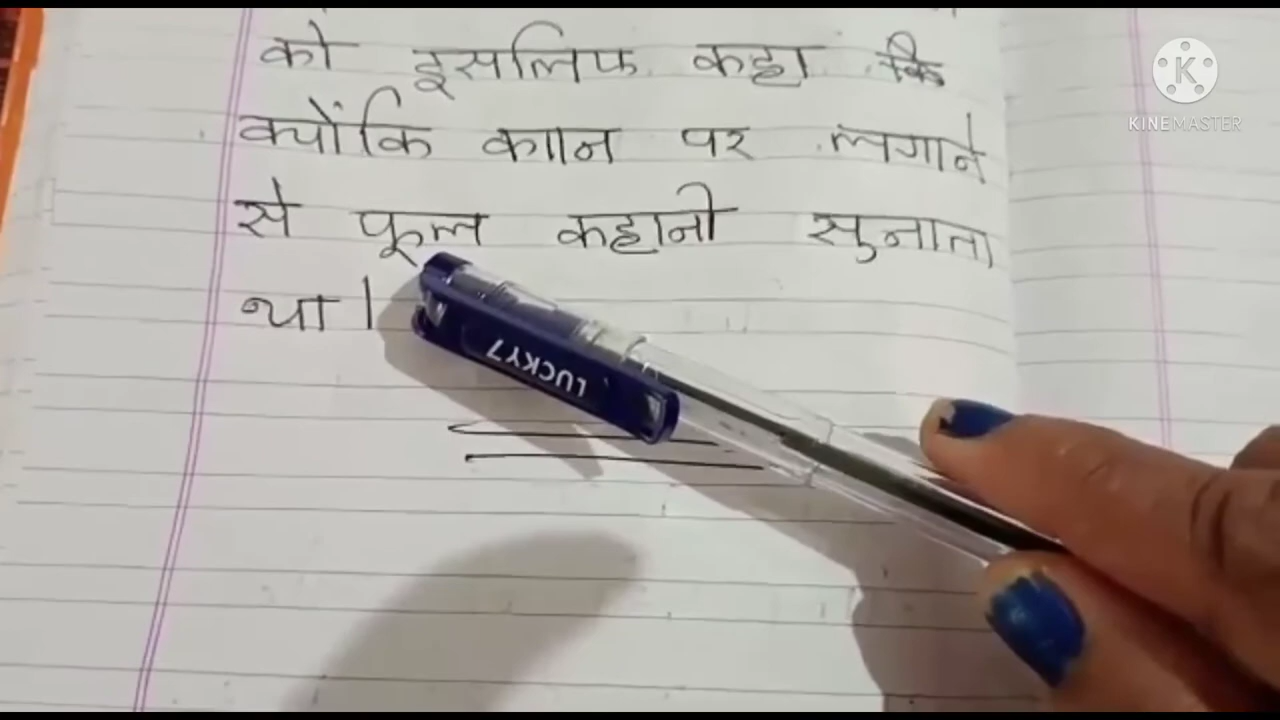 को इसलिए कहा कि
क्योंकि कान पर लगाने
से फूल कहानी सुनाता
था।
LUCKY7
K
KINEMASTER